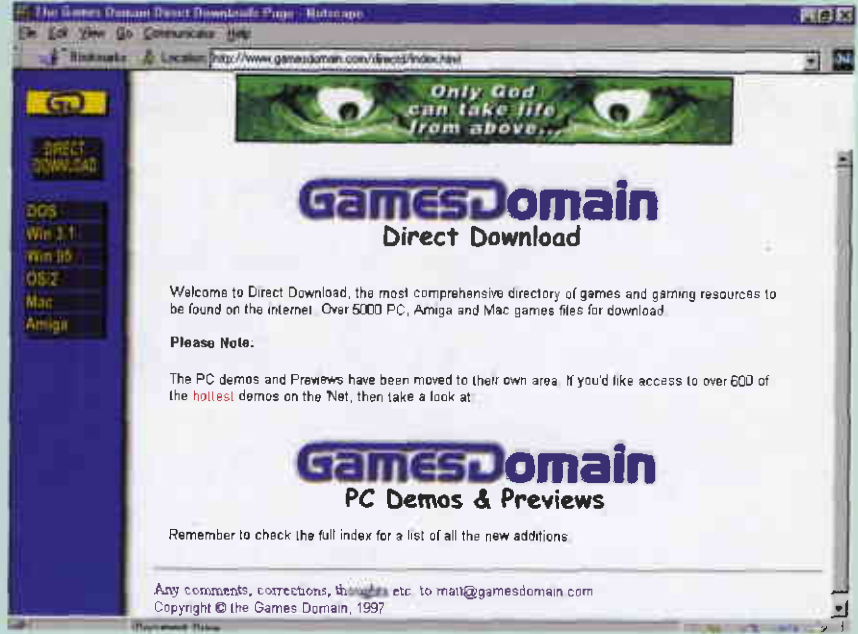 The Games Domain Direct Downloads Page - Netscape
File Edit View Go Communicator Help
Bookmarks Location http://www.gamesdomain.com/directd/index.html
Only God
can take life
from above...
GD
DIRECT
DOWNLOAD
DOS
Win 3.1
Win 95
OS/2
Mac
Amiga
GamesDomain
Direct Download
Welcome to Direct Download, the most comprehensive directory of games and gaming resources to
be found on the internet. Over 5000 PC, Amiga and Mac games files for download.
Please Note:
The PC demos and Previews have been moved to their own area. If you'd like access to over 600 of
the hottest demos on the 'Net, then take a look at
GamesDomain
PC Demos & Previews
Remember to check the full index for a list of all the new additions.
Any comments, corrections, thoughts etc. to matt@gamesdomain.com
Copyright © the Games Domain, 1997
Document: Done